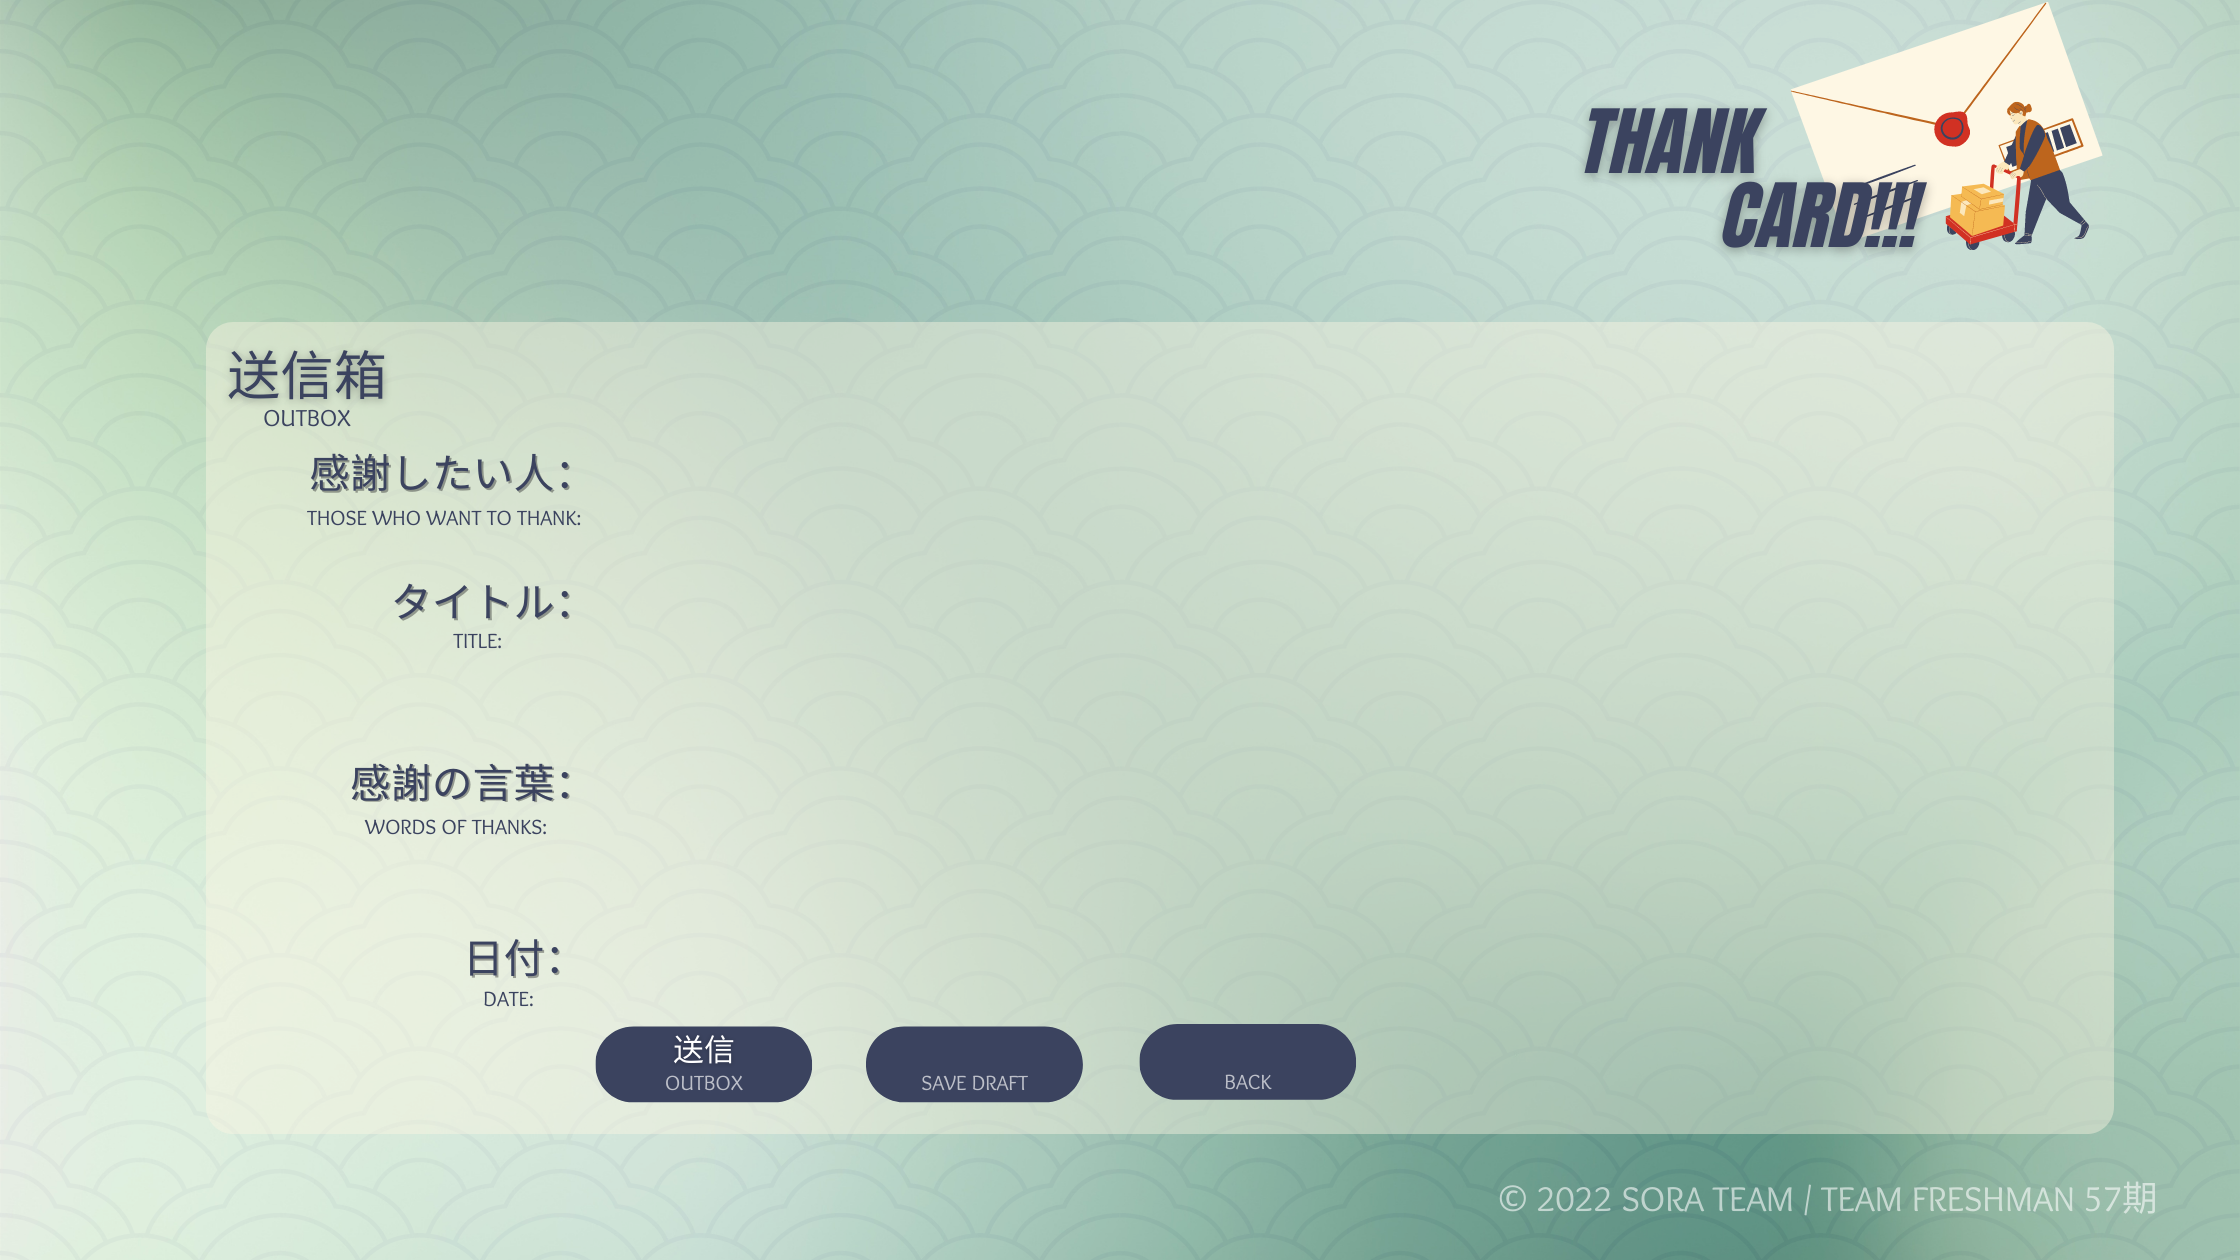 THANK
CARD!!!
送信箱
OUTBOX
感謝したい人：
THOSE WHO WANT TO THANK:
タイトル：
TITLE:
感謝の言葉：
WORDS OF THANKS:
日付：
DATE:
送信
OUTBOX
SAVE DRAFT
BACK
© 2022 SORA TEAM / TEAM FRESHMAN 57期